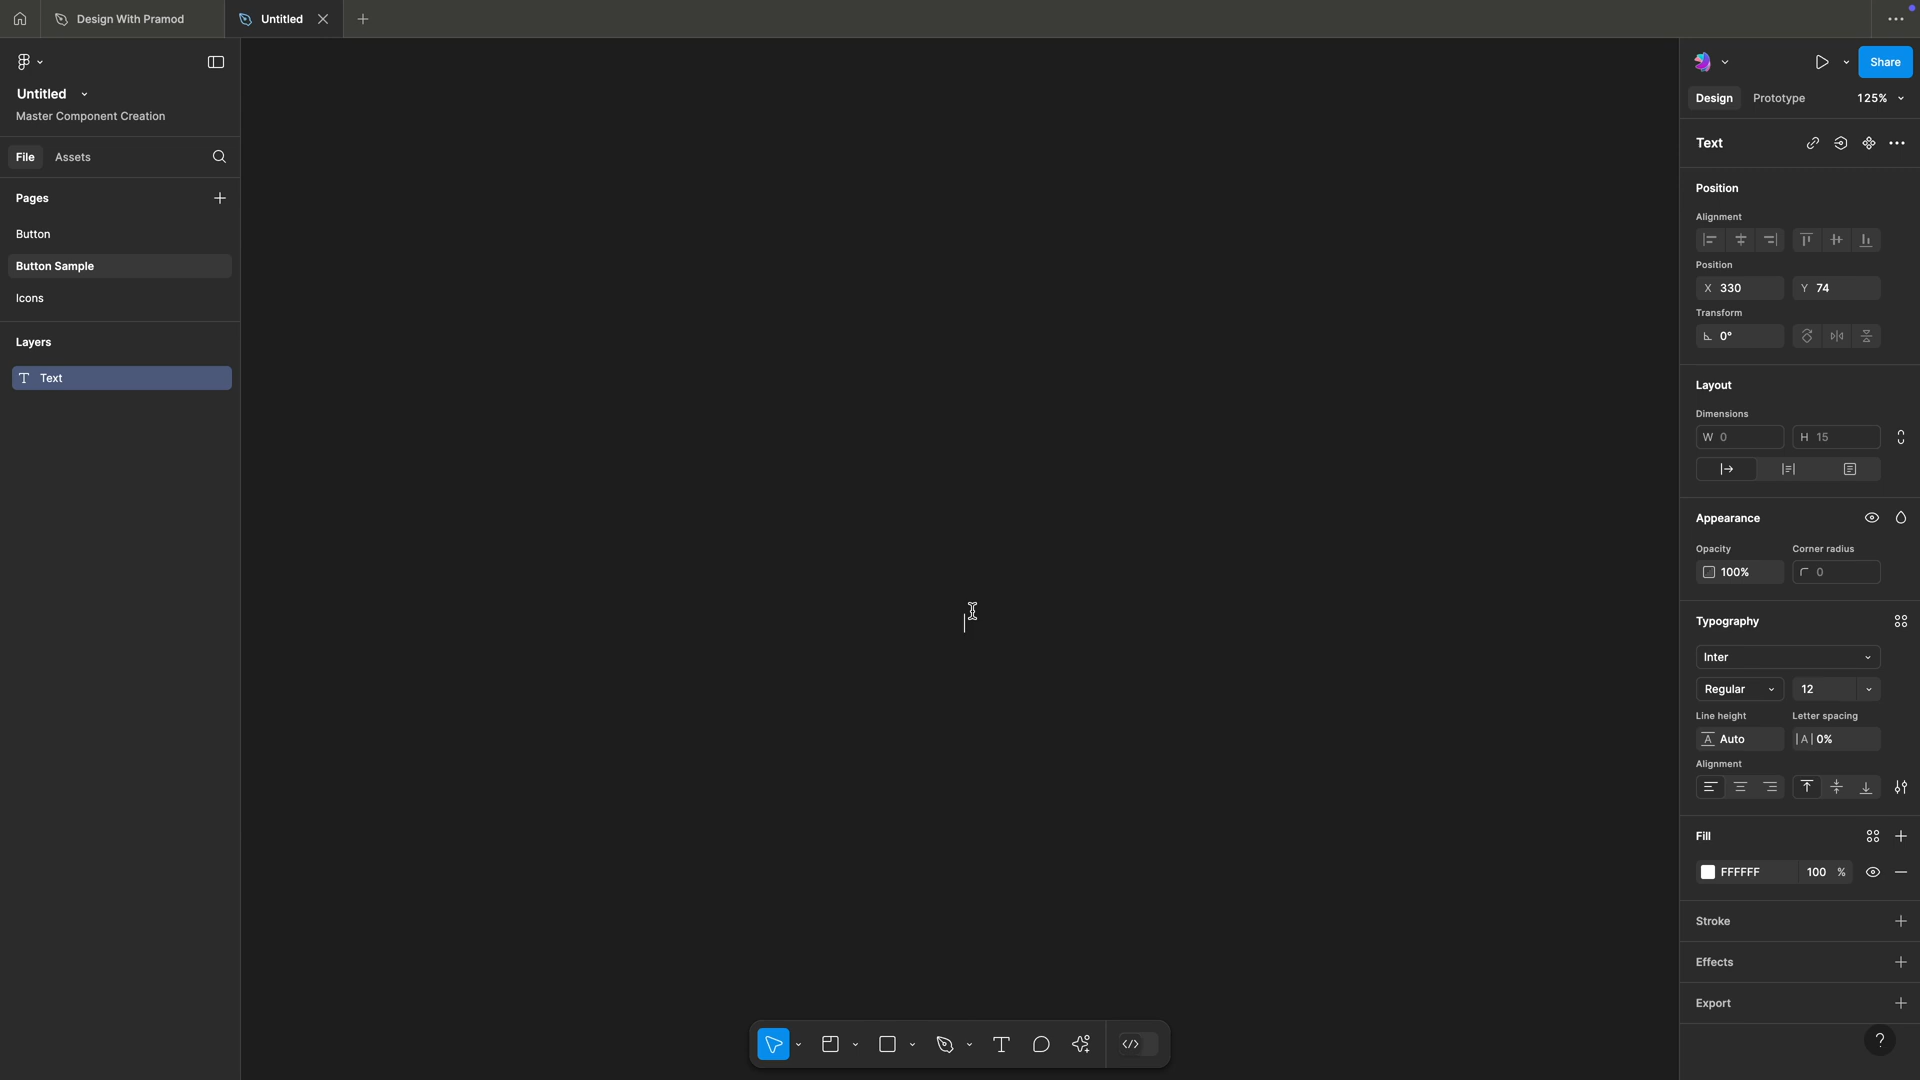 Design With Pramod
Untitled
Untitled
Master Component Creation
File
Assets
Pages
Button
Button Sample
Icons
Layers
Text
Share
Design
Prototype
125%
Text
Position
Alignment
Position
X 330
Y 74
Transform
0°
Layout
Dimensions
W 0
H 15
Appearance
Opacity
Corner radius
100%
0
Typography
Inter
Regular
12
Line height
Letter spacing
A Auto
|A| 0%
Alignment
Fill
FFFFFF
100 %
Stroke
Effects
Export
?